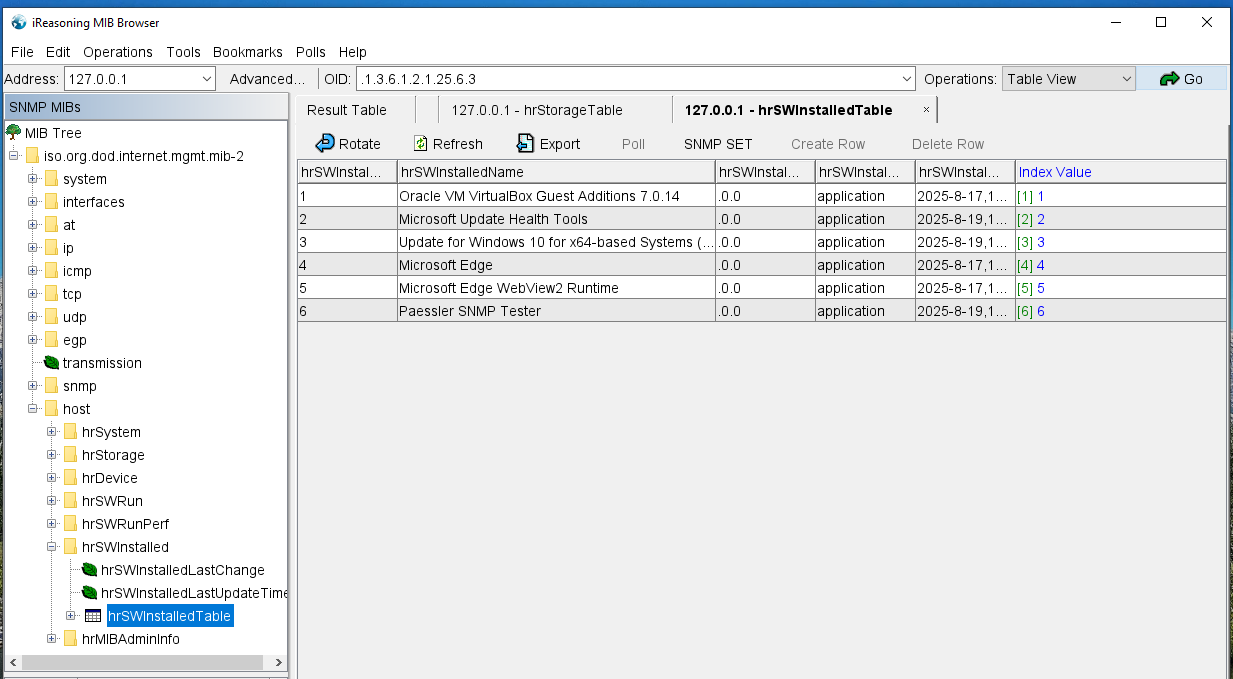 iReasoning MIB Browser
File Edit Operations Tools Bookmarks Polls Help
Address: 127.0.0.1 Advanced... OID: .1.3.6.1.2.1.25.6.3 Operations: Table View Go
SNMP MIBs
MIB Tree
iso.org.dod.internet.mgmt.mib-2
system
interfaces
at
ip
icmp
tcp
udp
egp
transmission
snmp
host
hrSystem
hrStorage
hrDevice
hrSWRun
hrSWRunPerf
hrSWInstalled
hrSWInstalledLastChange
hrSWInstalledLastUpdateTime
hrSWInstalledTable
hrMIBAdminInfo
Result Table 127.0.0.1 - hrStorageTable 127.0.0.1 - hrSWInstalledTable ×
Rotate Refresh Export Poll SNMP SET Create Row Delete Row
hrSWInstal... hrSWInstalledName hrSWInstal... hrSWInstal... hrSWInstal... Index Value
1 Oracle VM VirtualBox Guest Additions 7.0.14 .0.0 application 2025-8-17,1... [1] 1
2 Microsoft Update Health Tools .0.0 application 2025-8-19,1... [2] 2
3 Update for Windows 10 for x64-based Systems (... .0.0 application 2025-8-19,1... [3] 3
4 Microsoft Edge .0.0 application 2025-8-17,1... [4] 4
5 Microsoft Edge WebView2 Runtime .0.0 application 2025-8-17,1... [5] 5
6 Paessler SNMP Tester .0.0 application 2025-8-19,1... [6] 6